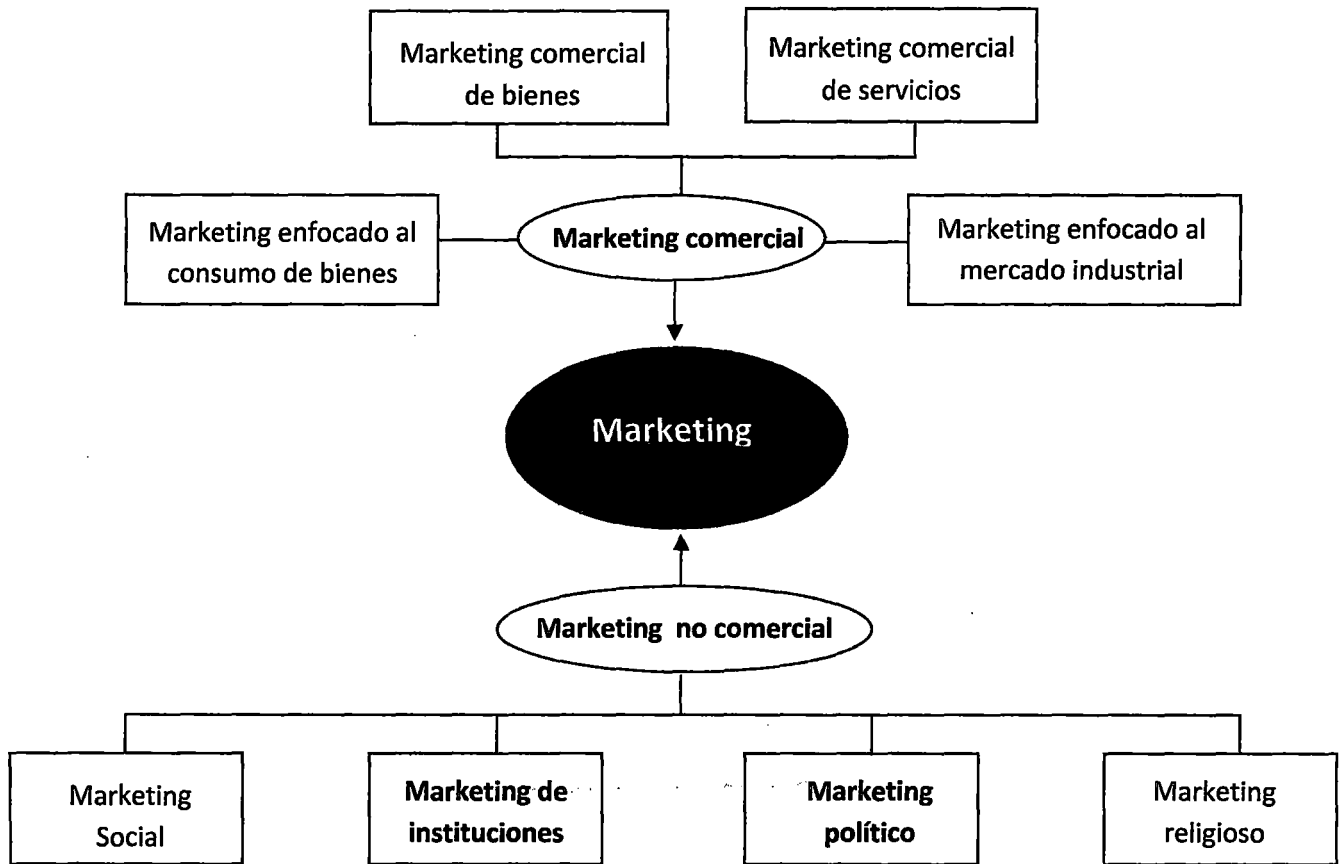 Marketing comercial
de bienes
Marketing comercial
de servicios
Marketing enfocado al
consumo de bienes
Marketing comercial
Marketing enfocado al
mercado industrial
Marketing
Marketing no comercial
Marketing
Social
Marketing de
instituciones
Marketing
político
Marketing
religioso